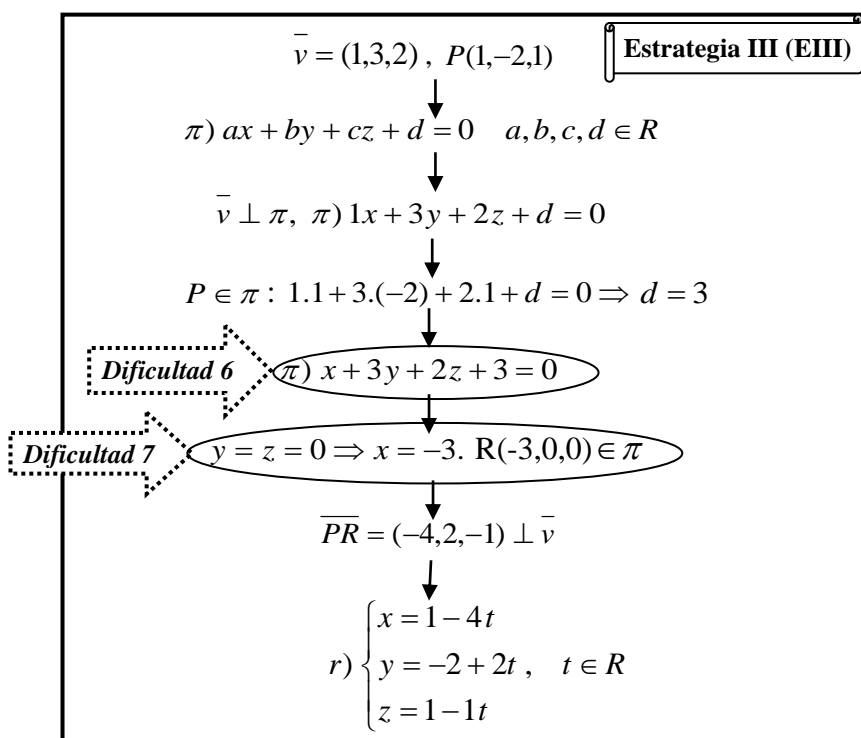 v̄ = (1,3,2) , P(1,−2,1)
Estrategia III (EIII)
π) ax + by + cz + d = 0 a, b, c, d ∈ R
v̄ ⊥ π, π) 1x + 3y + 2z + d = 0
P ∈ π : 1.1 + 3.(−2) + 2.1 + d = 0 ⇒ d = 3
Dificultad 6
π) x + 3y + 2z + 3 = 0
Dificultad 7
y = z = 0 ⇒ x = −3. R(-3,0,0) ∈ π
P̅R̅ = (−4,2,−1) ⊥ v̄
x = 1 − 4t
r) { y = −2 + 2t , t ∈ R
z = 1 − 1t